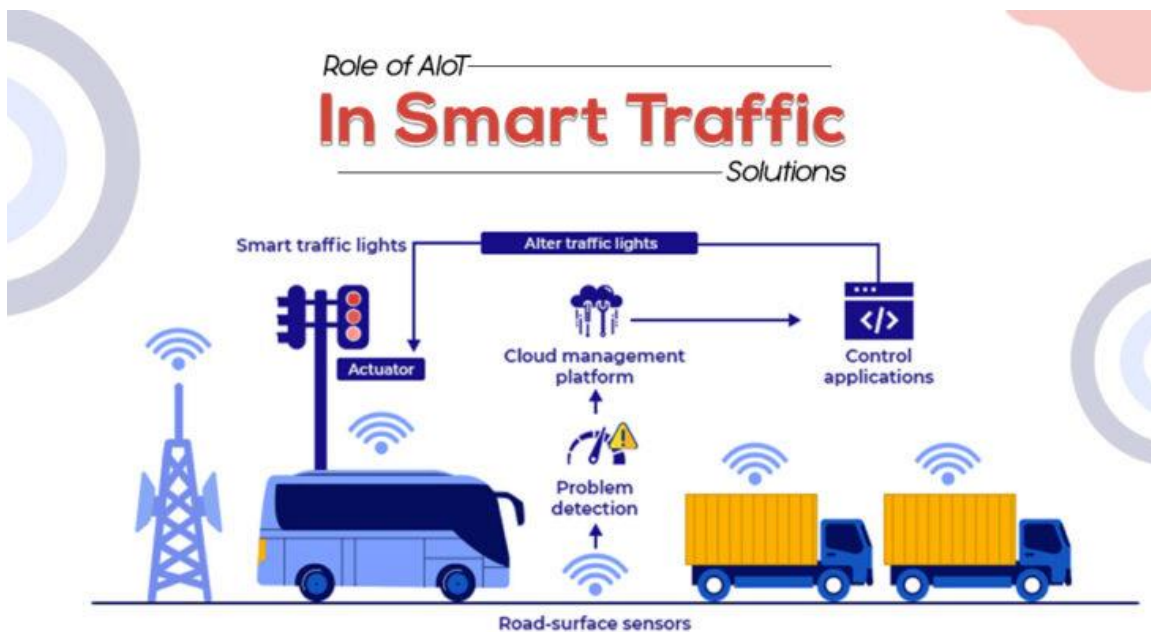 Role of AIoT
In Smart Traffic
Solutions
Smart traffic lights
Alter traffic lights
Actuator
Cloud management
platform
</>
Control
applications
Problem
detection
Road-surface sensors